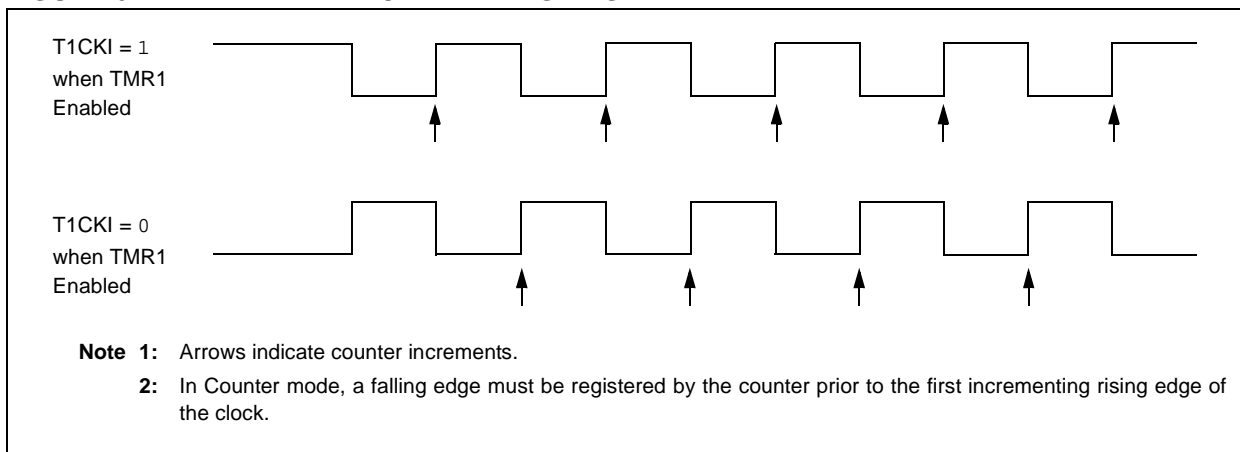 T1CKI = 1
when TMR1
Enabled
T1CKI = 0
when TMR1
Enabled
Note 1: Arrows indicate counter increments.
2: In Counter mode, a falling edge must be registered by the counter prior to the first incrementing rising edge of
the clock.